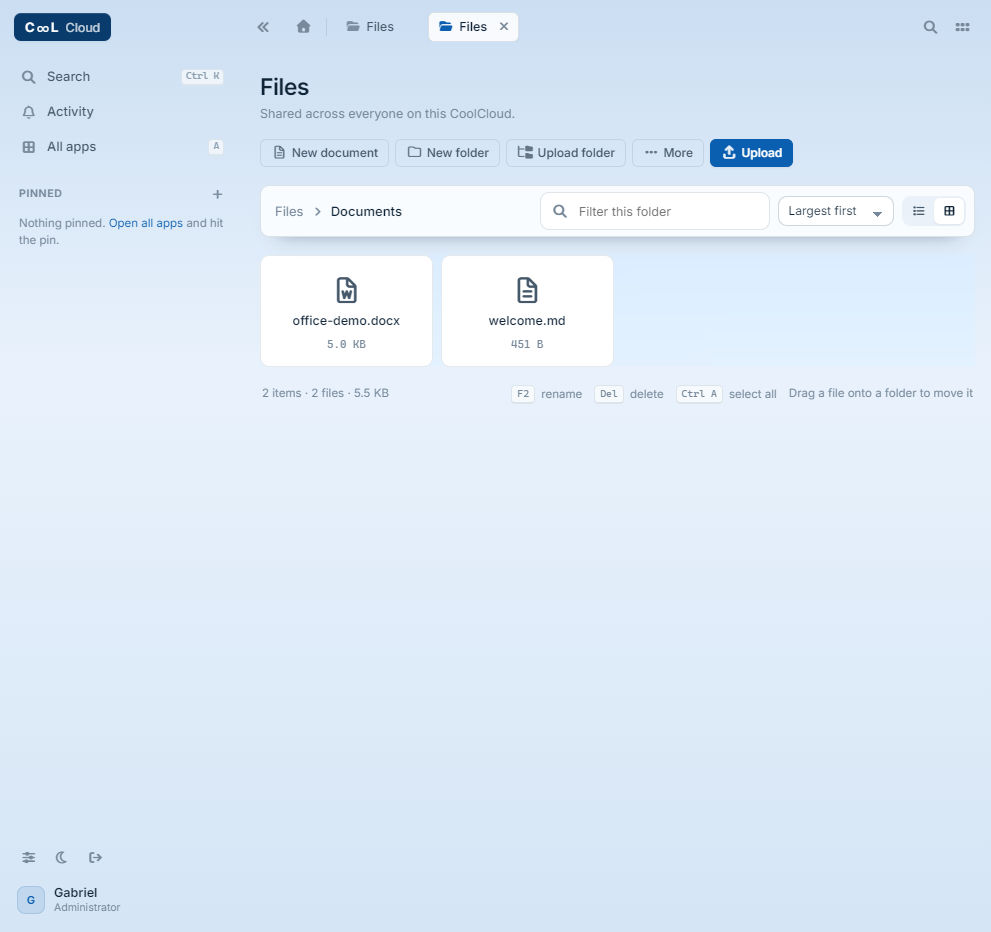 C∞L Cloud
Files
Files
Search Ctrl K
Activity
All apps A
PINNED
Nothing pinned. Open all apps and hit
the pin.
Files
Shared across everyone on this CoolCloud.
New document New folder Upload folder More Upload
Files Documents Filter this folder Largest first
office-demo.docx
5.0 KB
welcome.md
451 B
2 items · 2 files · 5.5 KB F2 rename Del delete Ctrl A select all Drag a file onto a folder to move it
G
Gabriel
Administrator